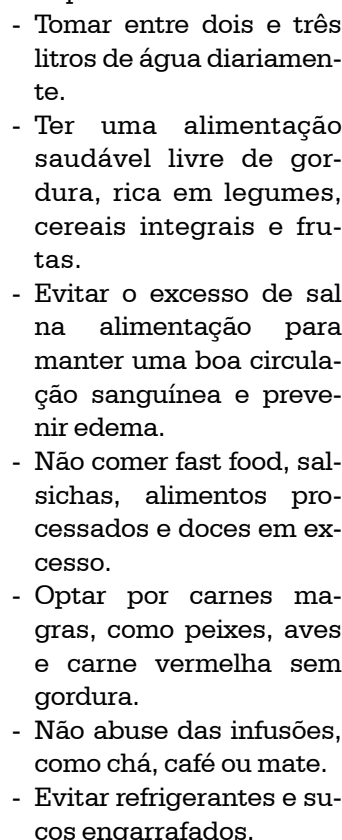 - Tomar entre dois e três
litros de água diariamen-
te.
- Ter uma alimentação
saudável livre de gor-
dura, rica em legumes,
cereais integrais e fru-
tas.
- Evitar o excesso de sal
na alimentação para
manter uma boa circula-
ção sanguínea e preve-
nir edema.
- Não comer fast food, sal-
sichas, alimentos pro-
cessados e doces em ex-
cesso.
- Optar por carnes ma-
gras, como peixes, aves
e carne vermelha sem
gordura.
- Não abuse das infusões,
como chá, café ou mate.
- Evitar refrigerantes e su-
cos engarrafados.